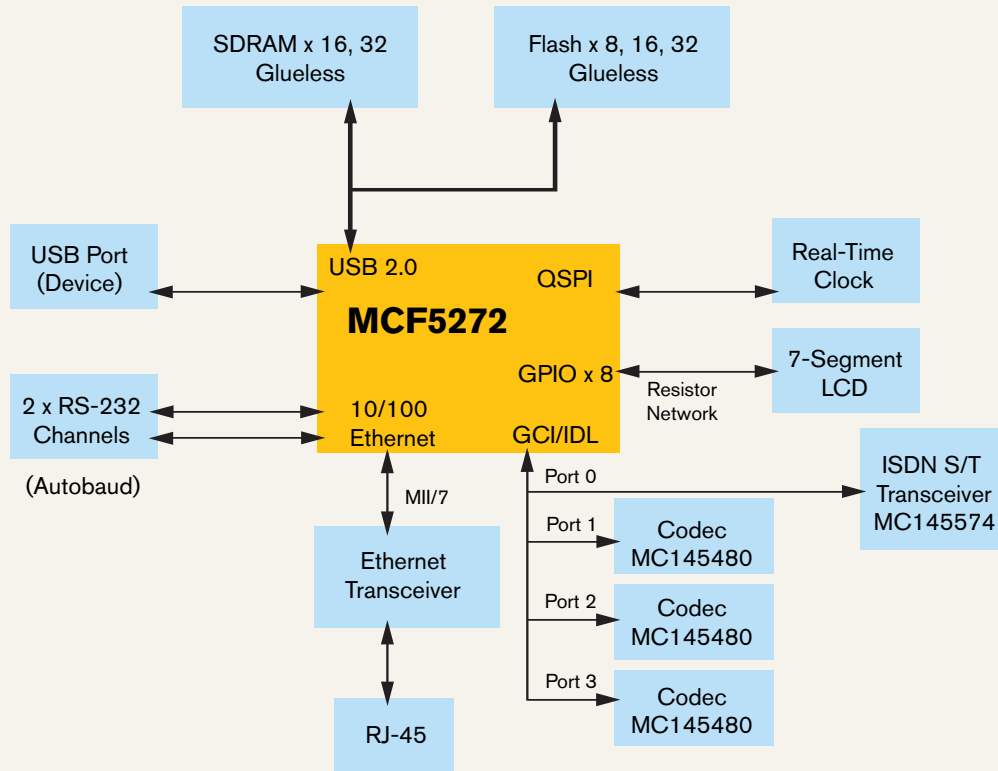 SDRAM x 16, 32
Glueless
Flash x 8, 16, 32
Glueless
USB Port
(Device)
USB 2.0
QSPI
Real-Time
Clock
MCF5272
GPIO x 8
Resistor
Network
7-Segment
LCD
2 x RS-232
Channels
(Autobaud)
10/100
Ethernet
GCI/IDL
MII/7
Port 0
ISDN S/T
Transceiver
MC145574
Port 1
Codec
MC145480
Ethernet
Transceiver
Port 2
Codec
MC145480
Port 3
Codec
MC145480
RJ-45